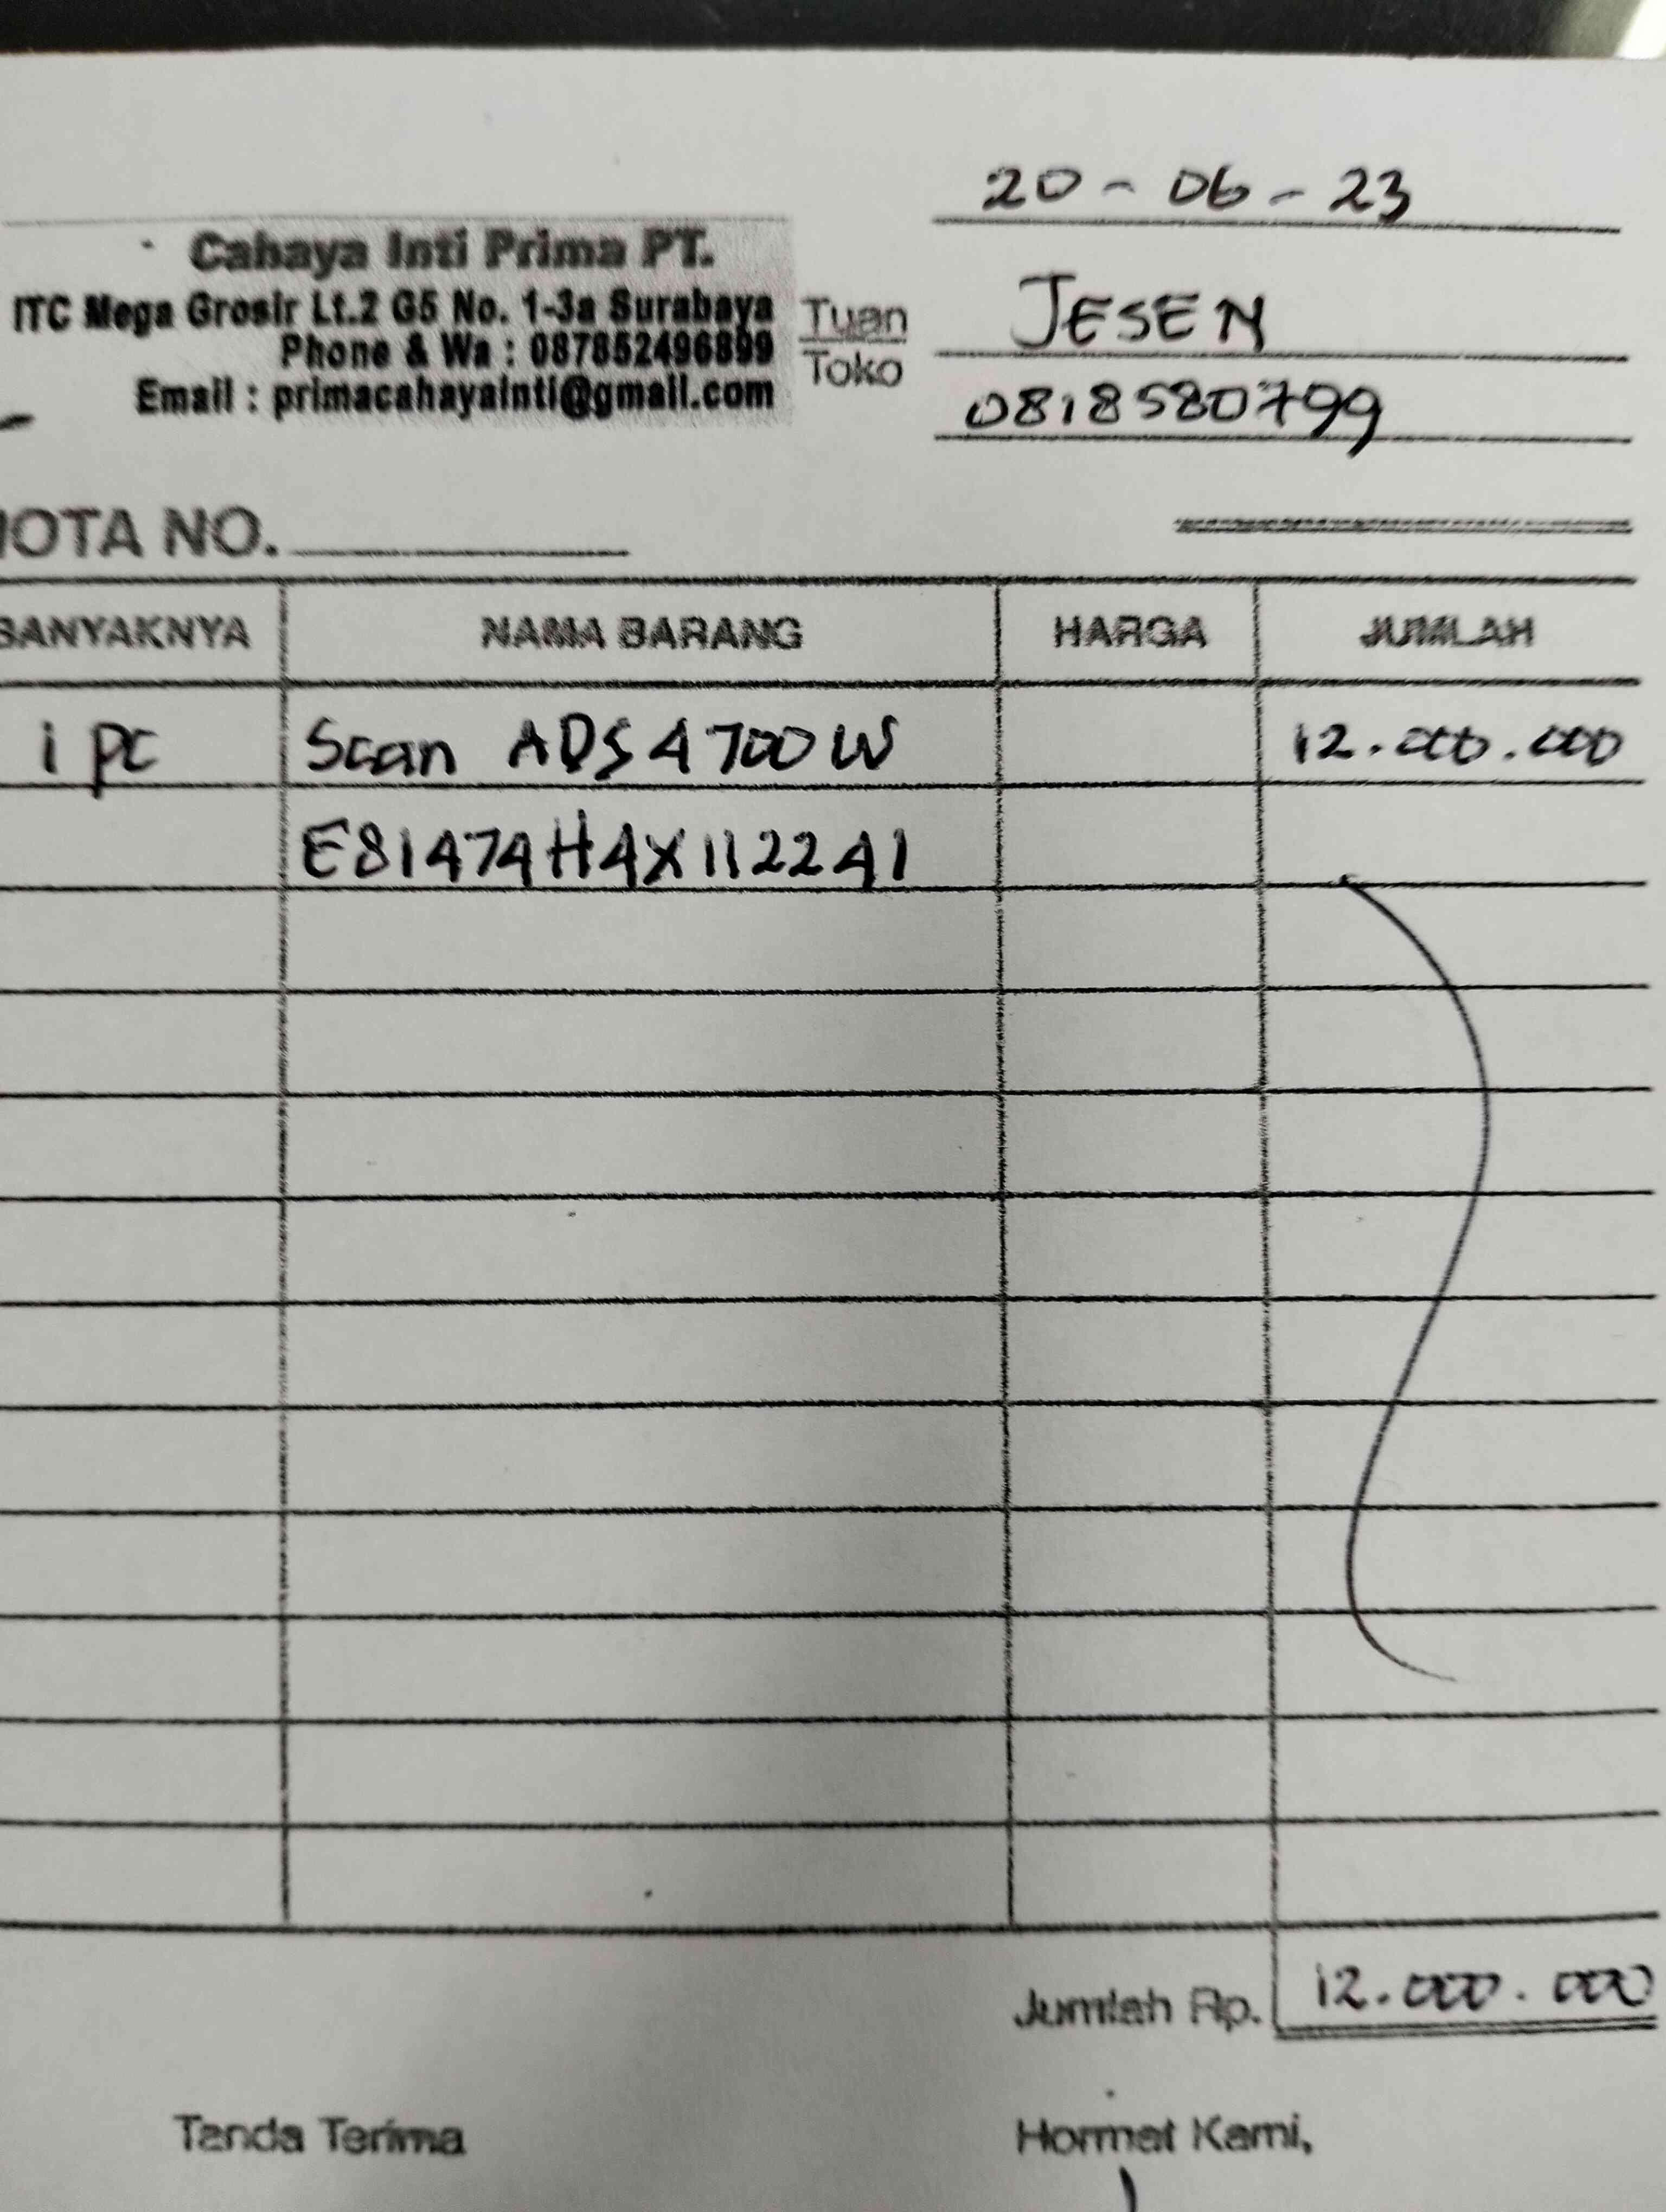 20 - 06 - 23
Cahaya Inti Prima PT.
ITC Mega Grosir Lt.2 G5 No. 1-3a Surabaya
Phone & Wa : 087852496899
Email : primacahayainti@gmail.com
Tuan
Toko
JESEN
0818580799
NOTA NO.
BANYAKNYA NAMA BARANG HARGA JUMLAH
1 pc Scan ADS 4700 W 12.000.000
E81474H4X112241
Jumlah Rp. 12.000.000
Tanda Terima Hormat Kami,